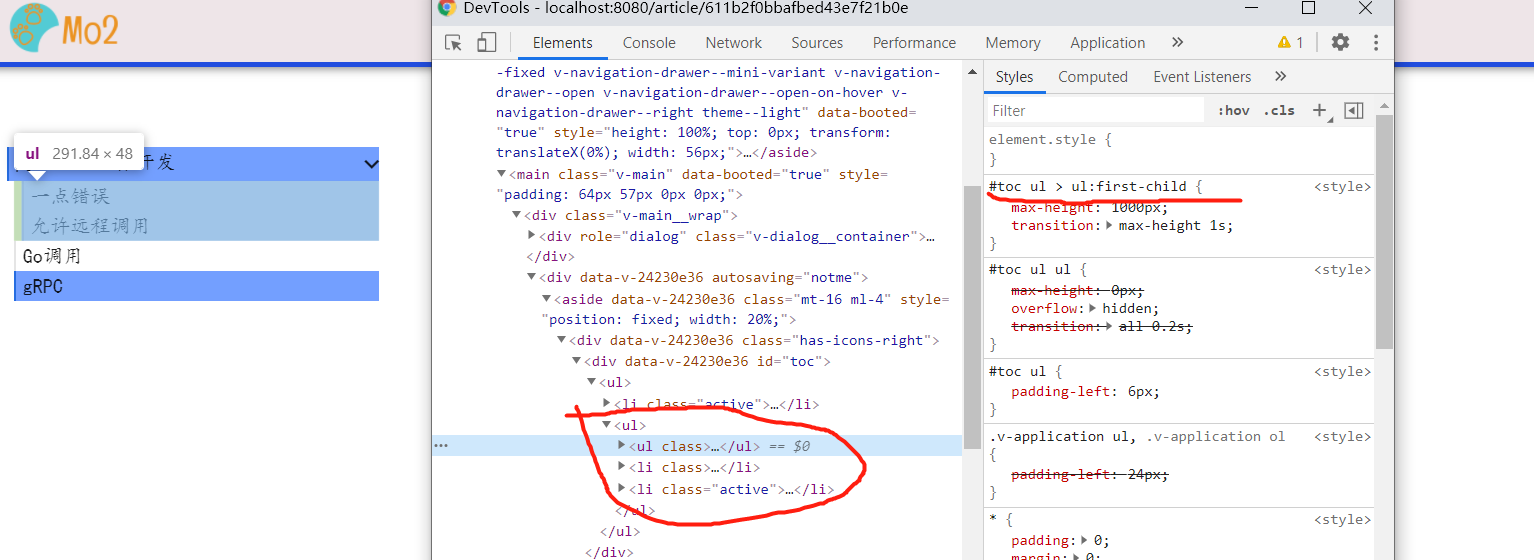 Mo2
DevTools - localhost:8080/article/611b2f0bbafbed43e7f21b0e
Elements Console Network Sources Performance Memory Application » 1
ul 291.84 × 48
开发
一点错误
允许远程调用
Go调用
gRPC
-fixed v-navigation-drawer--mini-variant v-navigation-
drawer--open v-navigation-drawer--open-on-hover v-
navigation-drawer--right theme--light" data-booted=
"true" style="height: 100%; top: 0px; transform:
translateX(0%); width: 56px;">…</aside>
▼<main class="v-main" data-booted="true" style=
"padding: 64px 57px 0px 0px;">
▼<div class="v-main__wrap">
▶<div role="dialog" class="v-dialog__container">…
</div>
▼<div data-v-24230e36 autosaving="notme">
▼<aside data-v-24230e36 class="mt-16 ml-4" style=
"position: fixed; width: 20%;">
▼<div data-v-24230e36 class="has-icons-right">
▼<div data-v-24230e36 id="toc">
▼<ul>
▶<li class="active">…</li>
▼<ul>
… ▶<ul class>…</ul> == $0
▶<li class>…</li>
▶<li class="active">…</li>
</ul>
</ul>
</div>
Styles Computed Event Listeners »
Filter :hov .cls +
element.style {
}
#toc ul > ul:first-child { <style>
max-height: 1000px;
transition:▶ max-height 1s;
}
#toc ul ul { <style>
max-height: 0px;
overflow:▶ hidden;
transition:▶ all 0.2s;
}
#toc ul { <style>
padding-left: 6px;
}
.v-application ul, .v-application ol <style>
{
padding-left: 24px;
}
* { <style>
padding:▶ 0;
margin:▶ 0;